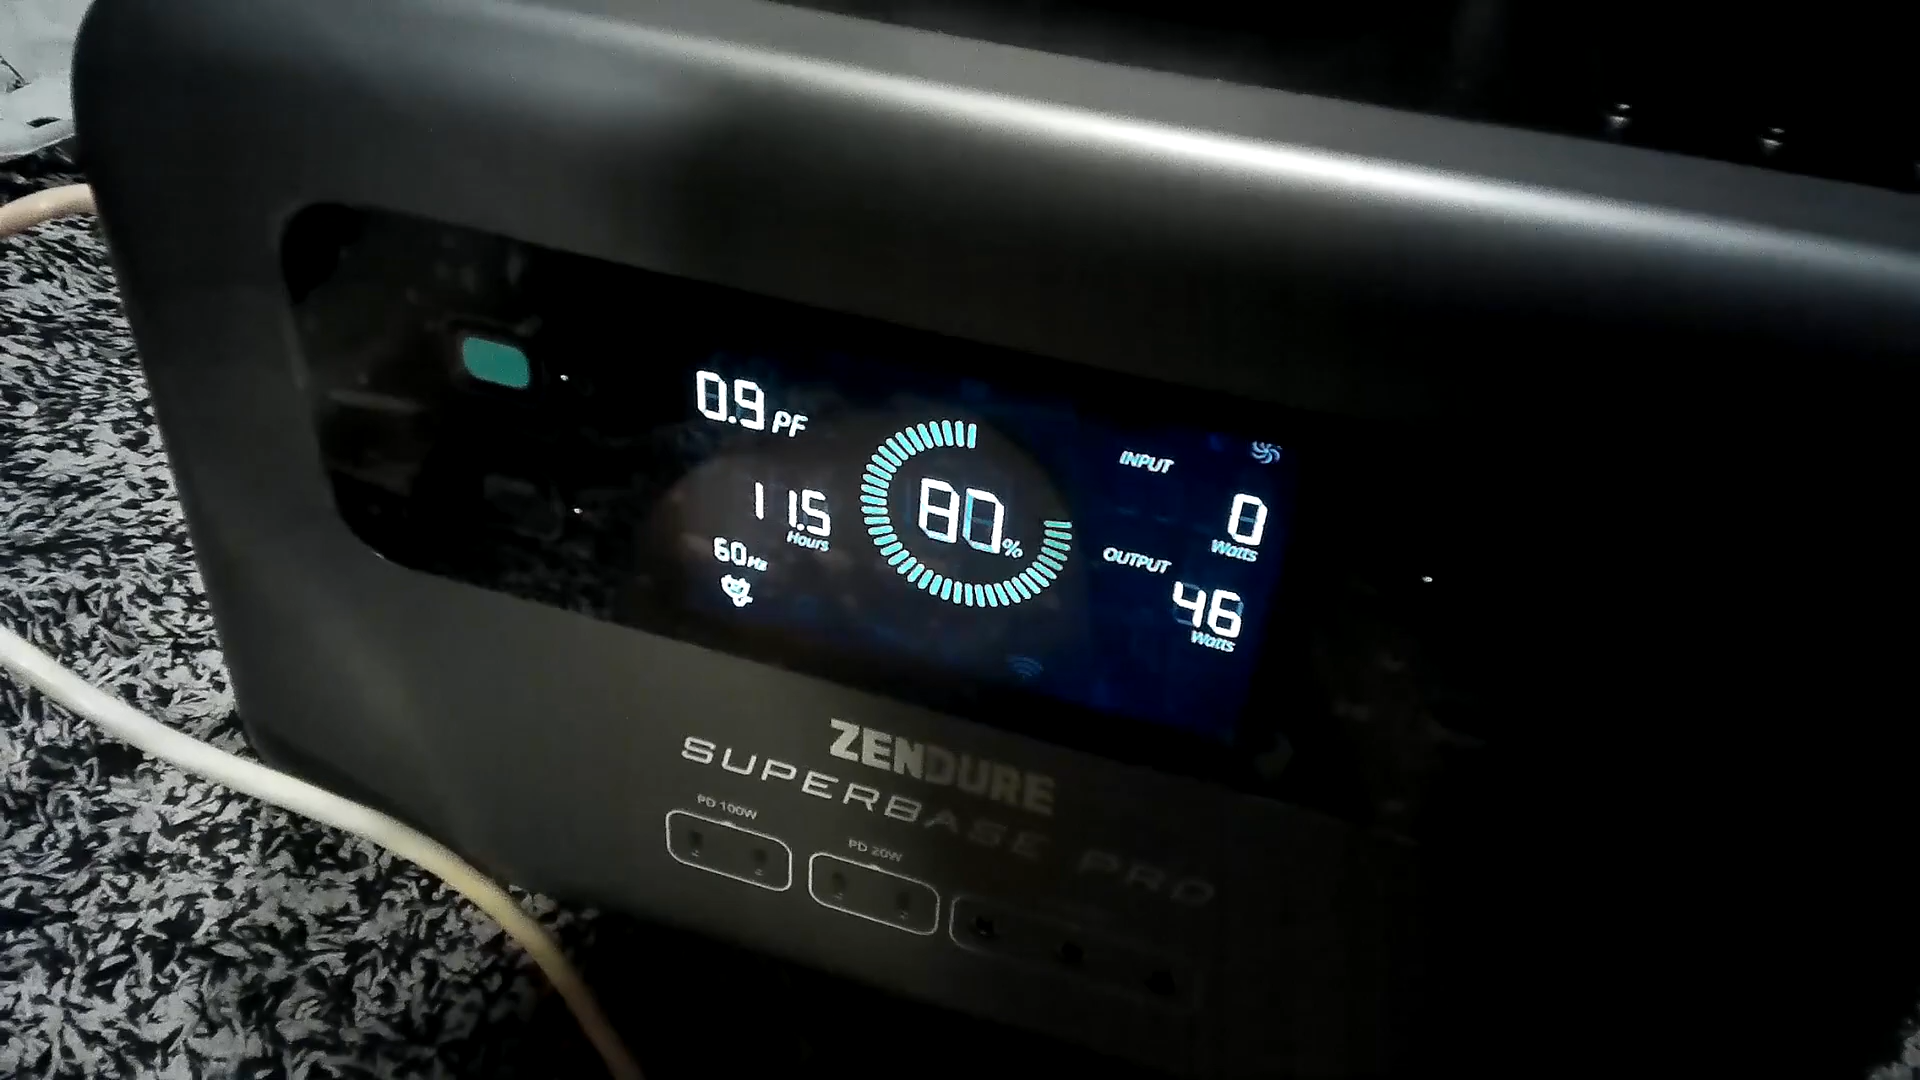 0.9 PF
11.5
Hours
60Hz
80%
INPUT
0
Watts
OUTPUT
46
Watts
ZENDURE
SUPERBASE PRO
PD 100W
PD 20W